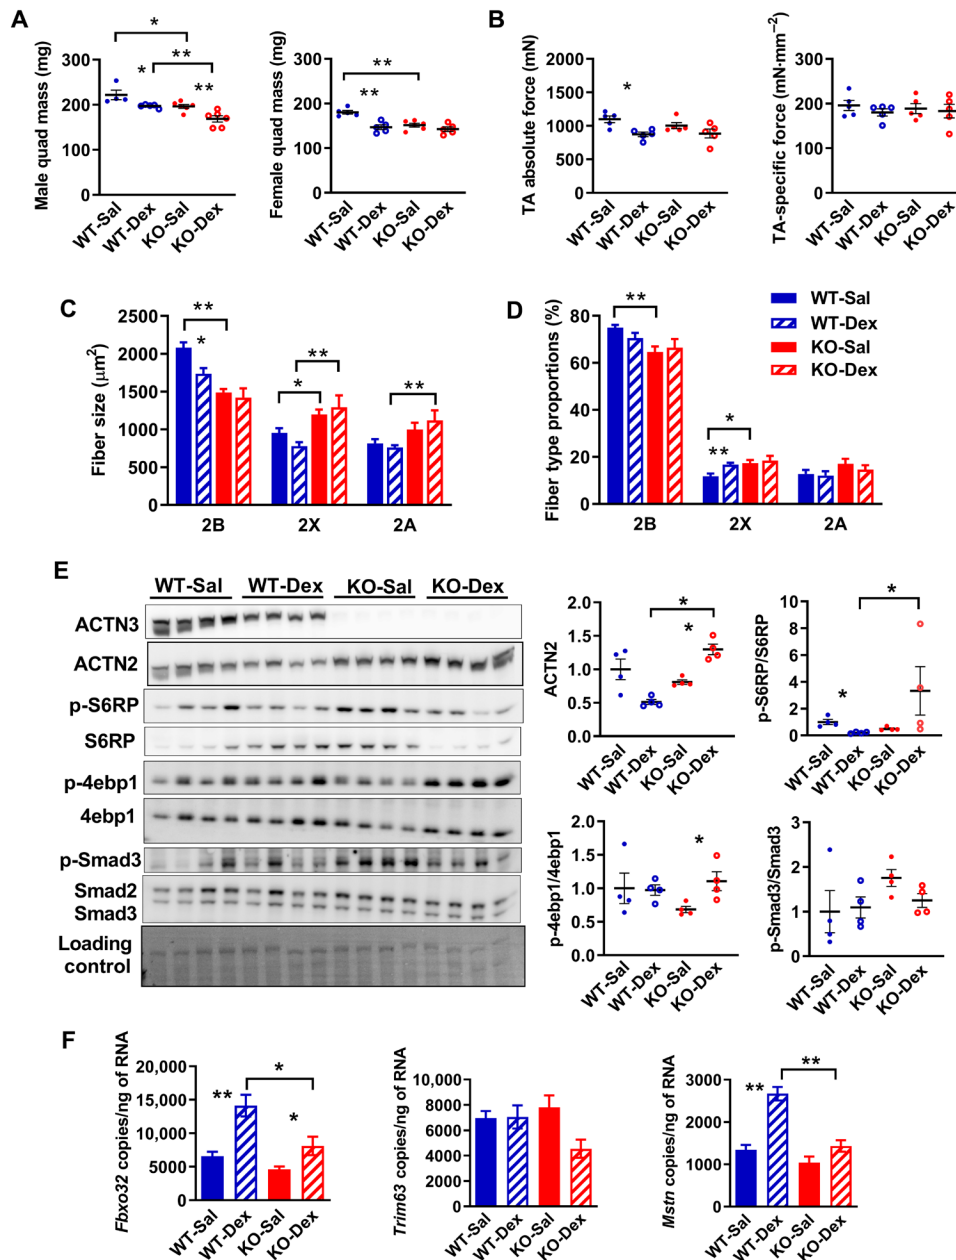 A
Male quad mass (mg)
300
200
100
0
*
*
**
**
WT-Sal
WT-Dex
KO-Sal
KO-Dex
Female quad mass (mg)
300
200
100
0
**
**
WT-Sal
WT-Dex
KO-Sal
KO-Dex
B
TA absolute force (mN)
2000
1500
1000
500
0
*
WT-Sal
WT-Dex
KO-Sal
KO-Dex
TA-specific force (mN·mm⁻²)
300
200
100
0
WT-Sal
WT-Dex
KO-Sal
KO-Dex
C
Fiber size (μm²)
2500
2000
1500
1000
500
0
**
*
*
**
**
2B
2X
2A
D
Fiber type proportions (%)
80
60
40
20
0
**
**
*
2B
2X
2A
WT-Sal
WT-Dex
KO-Sal
KO-Dex
E
WT-Sal
WT-Dex
KO-Sal
KO-Dex
ACTN3
ACTN2
p-S6RP
S6RP
p-4ebp1
4ebp1
p-Smad3
Smad2
Smad3
Loading
control
ACTN2
2.0
1.5
1.0
0.5
0.0
*
*
WT-Sal
WT-Dex
KO-Sal
KO-Dex
p-S6RP/S6RP
10
8
6
4
2
0
*
*
WT-Sal
WT-Dex
KO-Sal
KO-Dex
p-4ebp1/4ebp1
2.0
1.5
1.0
0.5
0.0
*
WT-Sal
WT-Dex
KO-Sal
KO-Dex
p-Smad3/Smad3
3
2
1
0
WT-Sal
WT-Dex
KO-Sal
KO-Dex
F
Fbxo32 copies/ng of RNA
20,000
15,000
10,000
5000
0
**
*
*
WT-Sal
WT-Dex
KO-Sal
KO-Dex
Trim63 copies/ng of RNA
10,000
8000
6000
4000
2000
0
WT-Sal
WT-Dex
KO-Sal
KO-Dex
Mstn copies/ng of RNA
3000
2000
1000
0
**
**
WT-Sal
WT-Dex
KO-Sal
KO-Dex